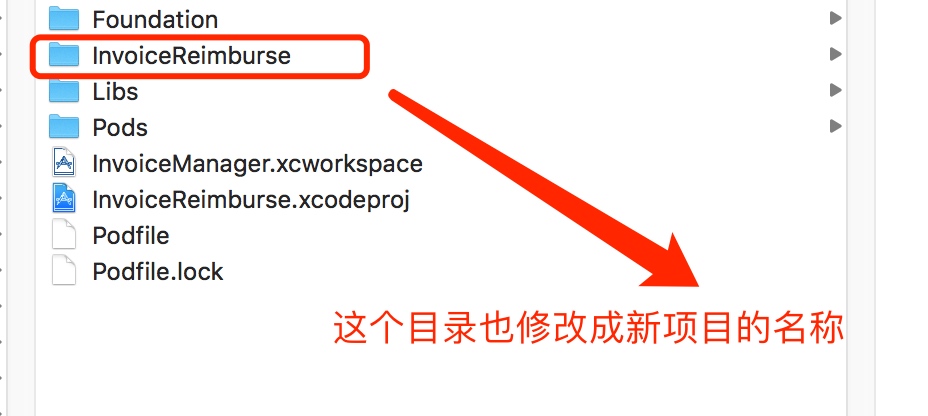 Foundation
InvoiceReimburse
Libs
Pods
InvoiceManager.xcworkspace
InvoiceReimburse.xcodeproj
Podfile
Podfile.lock
这个目录也修改成新项目的名称